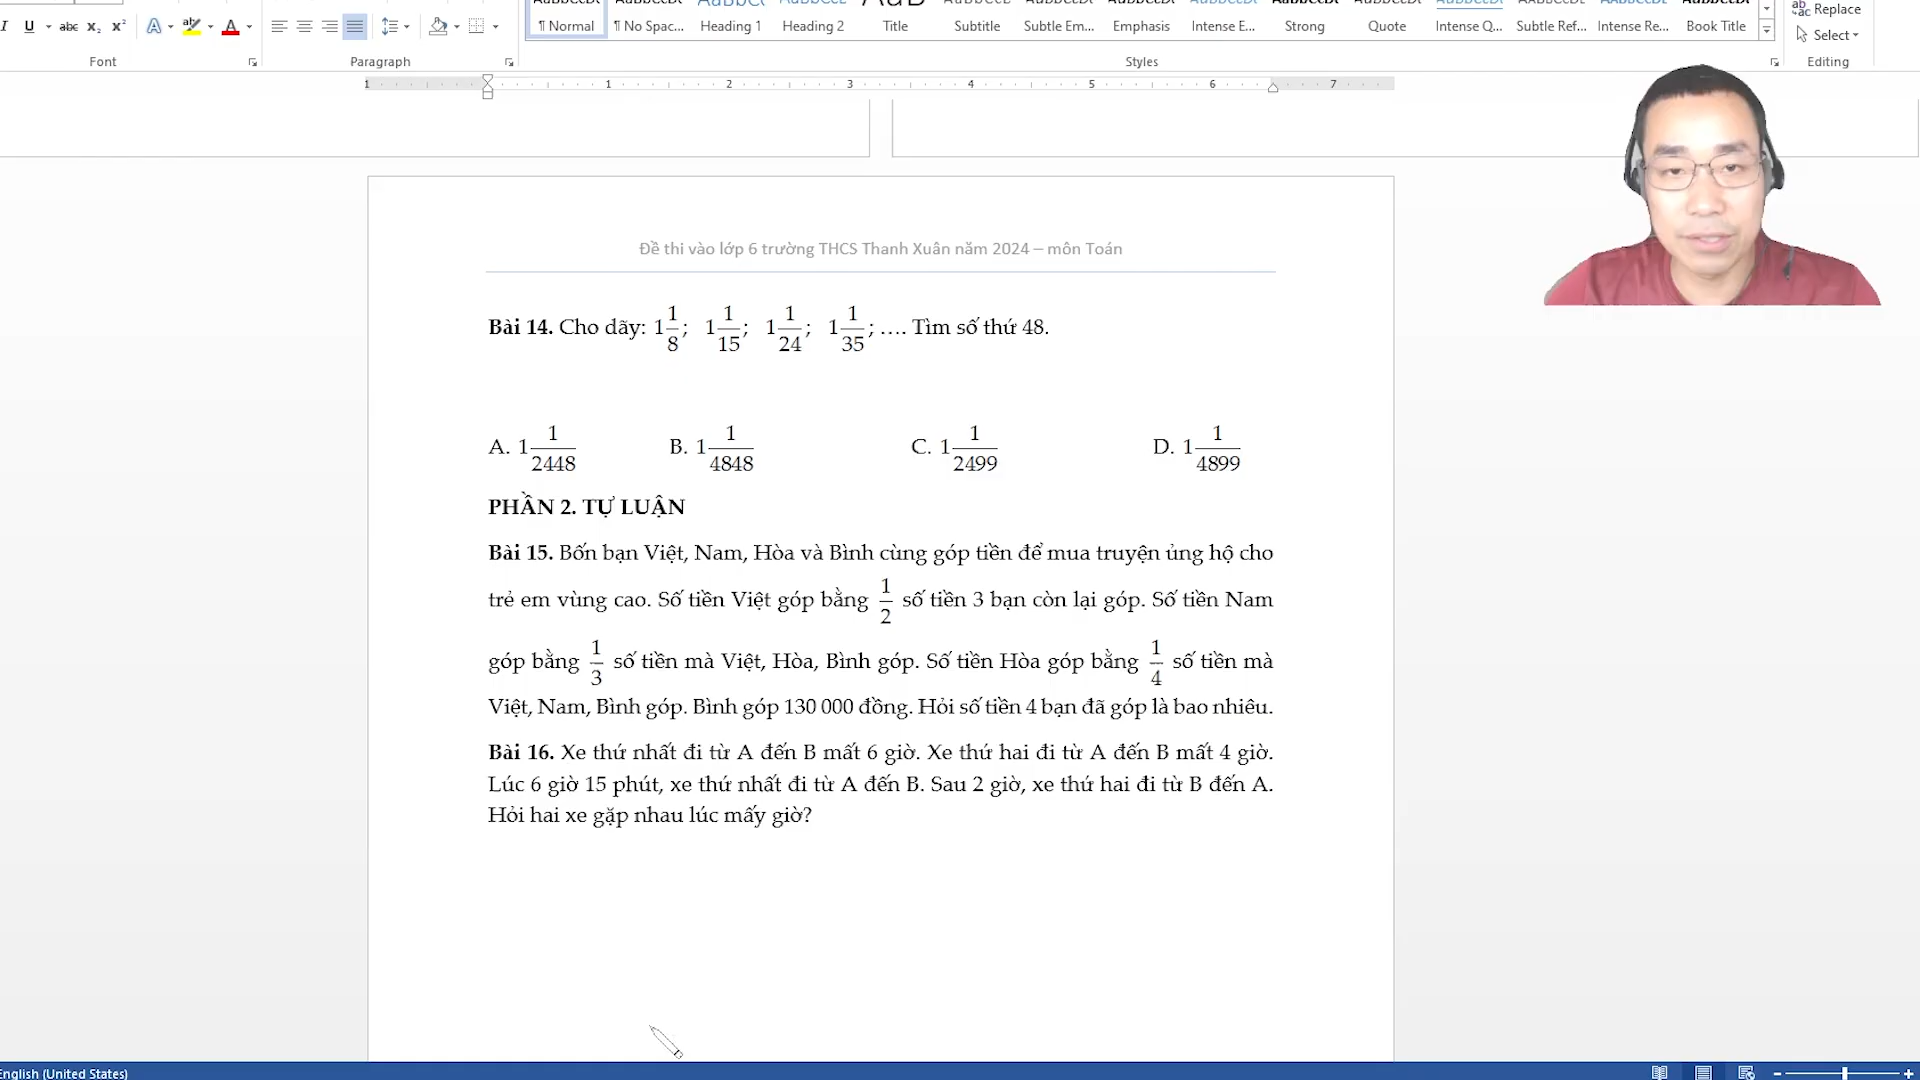 Normal
No Spac...
Heading 1
Heading 2
Title
Subtitle
Subtle Em...
Emphasis
Intense E...
Strong
Quote
Intense Q...
Subtle Ref...
Intense Re...
Book Title
Replace
Select
Font
Paragraph
Styles
Editing
1 1 2 3 4 5 6 7
Đề thi vào lớp 6 trường THCS Thanh Xuân năm 2024 – môn Toán
Bài 14. Cho dãy: 1 1/8; 1 1/15; 1 1/24; 1 1/35; …. Tìm số thứ 48.
A. 1 1/2448 B. 1 1/4848 C. 1 1/2499 D. 1 1/4899
PHẦN 2. TỰ LUẬN
Bài 15. Bốn bạn Việt, Nam, Hòa và Bình cùng góp tiền để mua truyện ủng hộ cho
trẻ em vùng cao. Số tiền Việt góp bằng 1/2 số tiền 3 bạn còn lại góp. Số tiền Nam
góp bằng 1/3 số tiền mà Việt, Hòa, Bình góp. Số tiền Hòa góp bằng 1/4 số tiền mà
Việt, Nam, Bình góp. Bình góp 130 000 đồng. Hỏi số tiền 4 bạn đã góp là bao nhiêu.
Bài 16. Xe thứ nhất đi từ A đến B mất 6 giờ. Xe thứ hai đi từ A đến B mất 4 giờ.
Lúc 6 giờ 15 phút, xe thứ nhất đi từ A đến B. Sau 2 giờ, xe thứ hai đi từ B đến A.
Hỏi hai xe gặp nhau lúc mấy giờ?
English (United States)